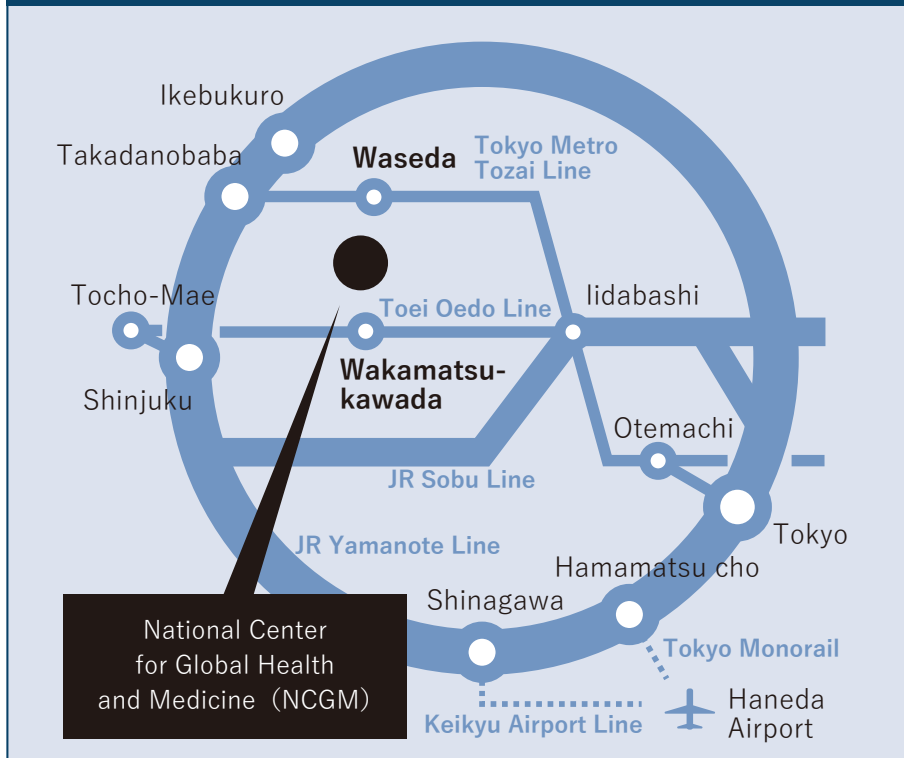 Ikebukuro
Takadanobaba
Waseda
Tokyo Metro
Tozai Line
Tocho-Mae
Toei Oedo Line
Iidabashi
Shinjuku
Wakamatsu-
kawada
Otemachi
JR Sobu Line
JR Yamanote Line
Tokyo
Hamamatsu cho
Shinagawa
National Center
for Global Health
and Medicine（NCGM）
Tokyo Monorail
Keikyu Airport Line
Haneda
Airport